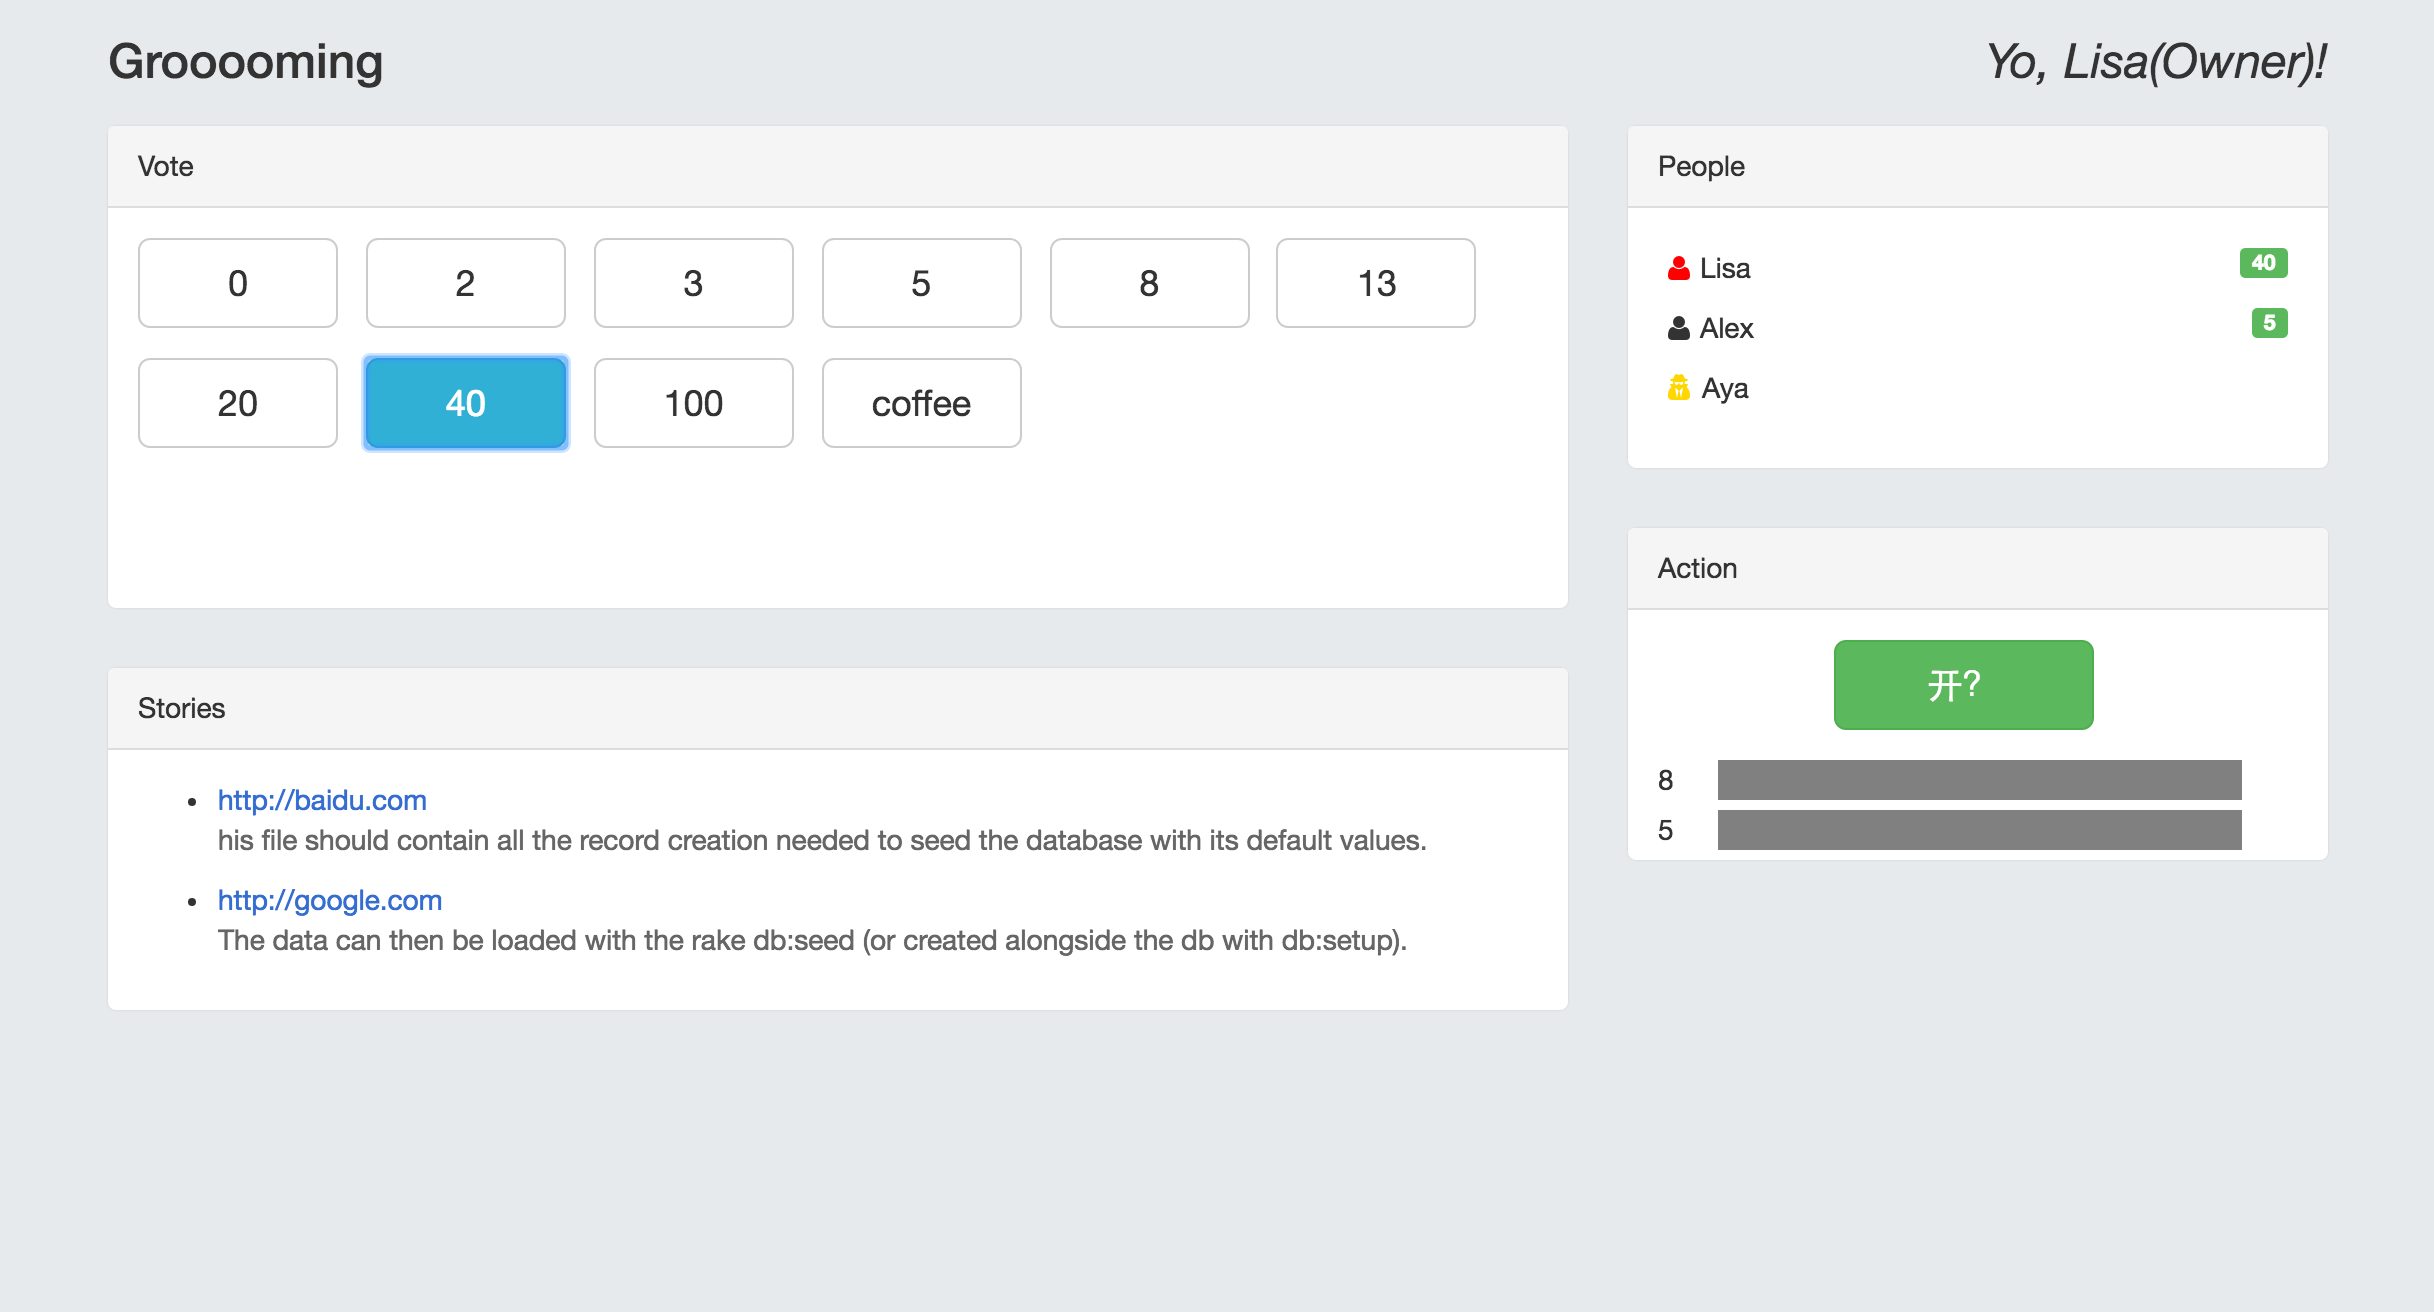 Grooooming
Yo, Lisa(Owner)!
Vote
0
2
3
5
8
13
20
40
100
coffee
Stories
http://baidu.com
his file should contain all the record creation needed to seed the database with its default values.
http://google.com
The data can then be loaded with the rake db:seed (or created alongside the db with db:setup).
People
Lisa
40
Alex
5
Aya
Action
开?
8
5